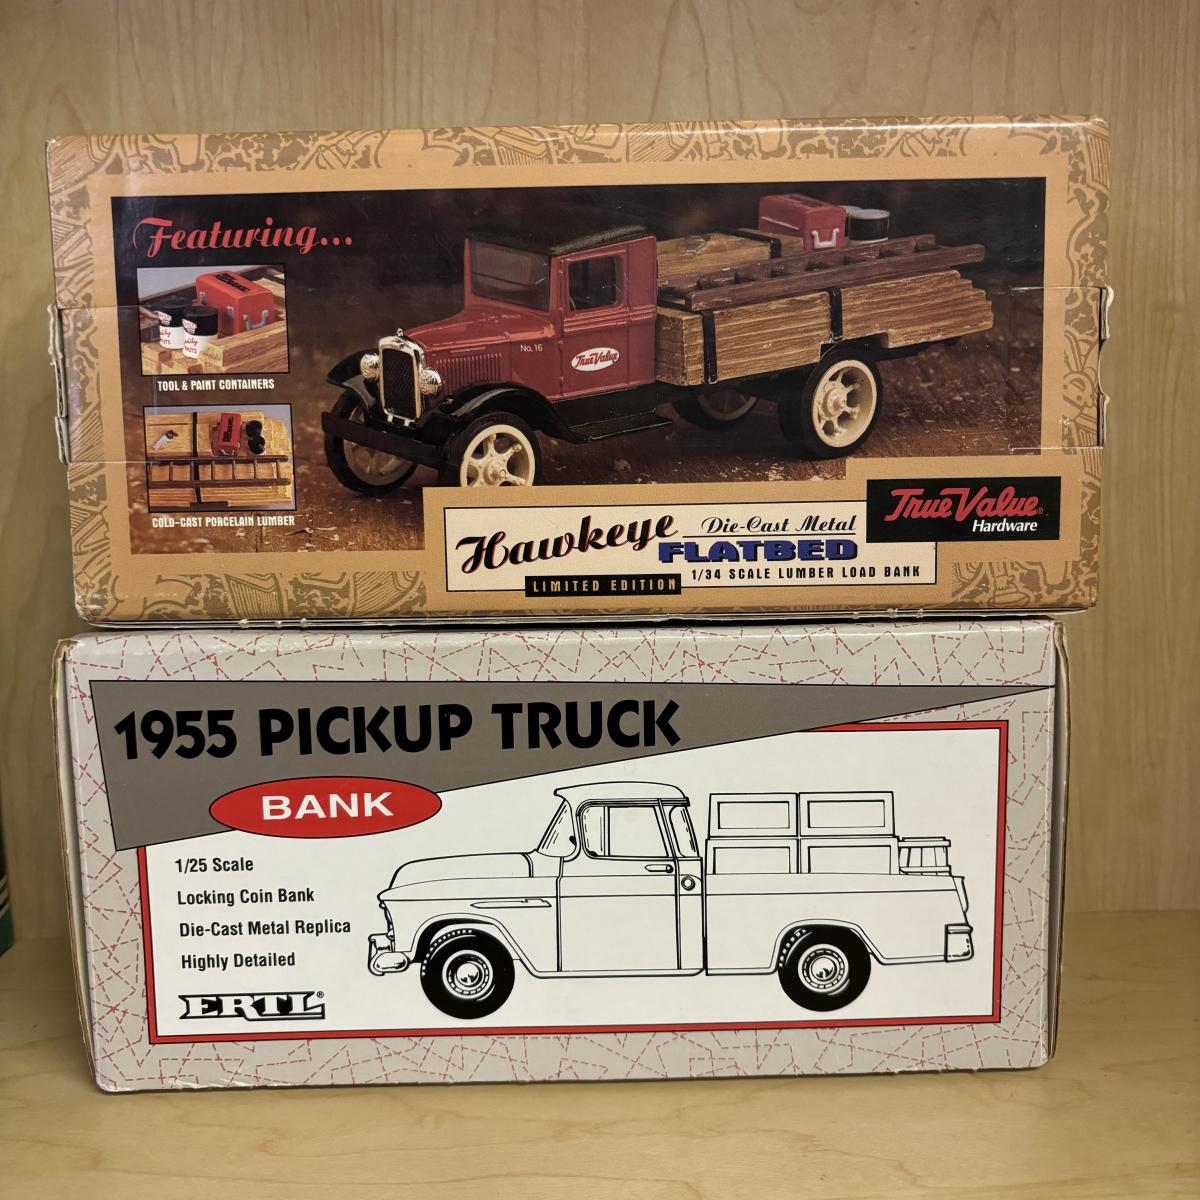 Featuring...
TOOL & PAINT CONTAINERS
COLD-CAST PORCELAIN LUMBER
No. 16
True Value
True Value®
Hardware
Hawkeye Die-Cast Metal
FLATBED
LIMITED EDITION 1/34 SCALE LUMBER LOAD BANK
1955 PICKUP TRUCK
BANK
1/25 Scale
Locking Coin Bank
Die-Cast Metal Replica
Highly Detailed
ERTL®